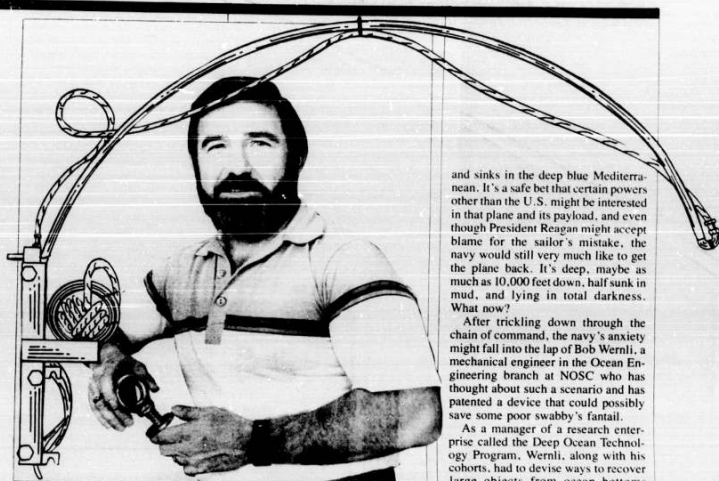 and sinks in the deep blue Mediterra-
nean. It's a safe bet that certain powers
other than the U.S. might be interested
in that plane and its payload, and even
though President Reagan might accept
blame for the sailor's mistake, the
navy would still very much like to get
the plane back. It's deep, maybe as
much as 10,000 feet down, half sunk in
mud, and lying in total darkness.
What now?
After trickling down through the
chain of command, the navy's anxiety
might fall into the lap of Bob Wernli, a
mechanical engineer in the Ocean En-
gineering branch at NOSC who has
thought about such a scenario and has
patented a device that could possibly
save some poor swabby's fantail.
As a manager of a research enter-
prise called the Deep Ocean Technol-
ogy Program, Wernli, along with his
cohorts, had to devise ways to recover
large objects from ocean bottoms